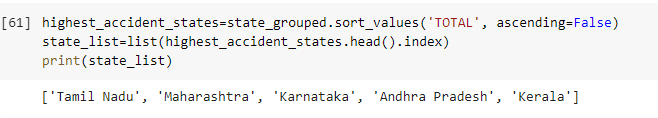 [61] highest_accident_states=state_grouped.sort_values('TOTAL', ascending=False)
state_list=list(highest_accident_states.head().index)
print(state_list)
['Tamil Nadu', 'Maharashtra', 'Karnataka', 'Andhra Pradesh', 'Kerala']